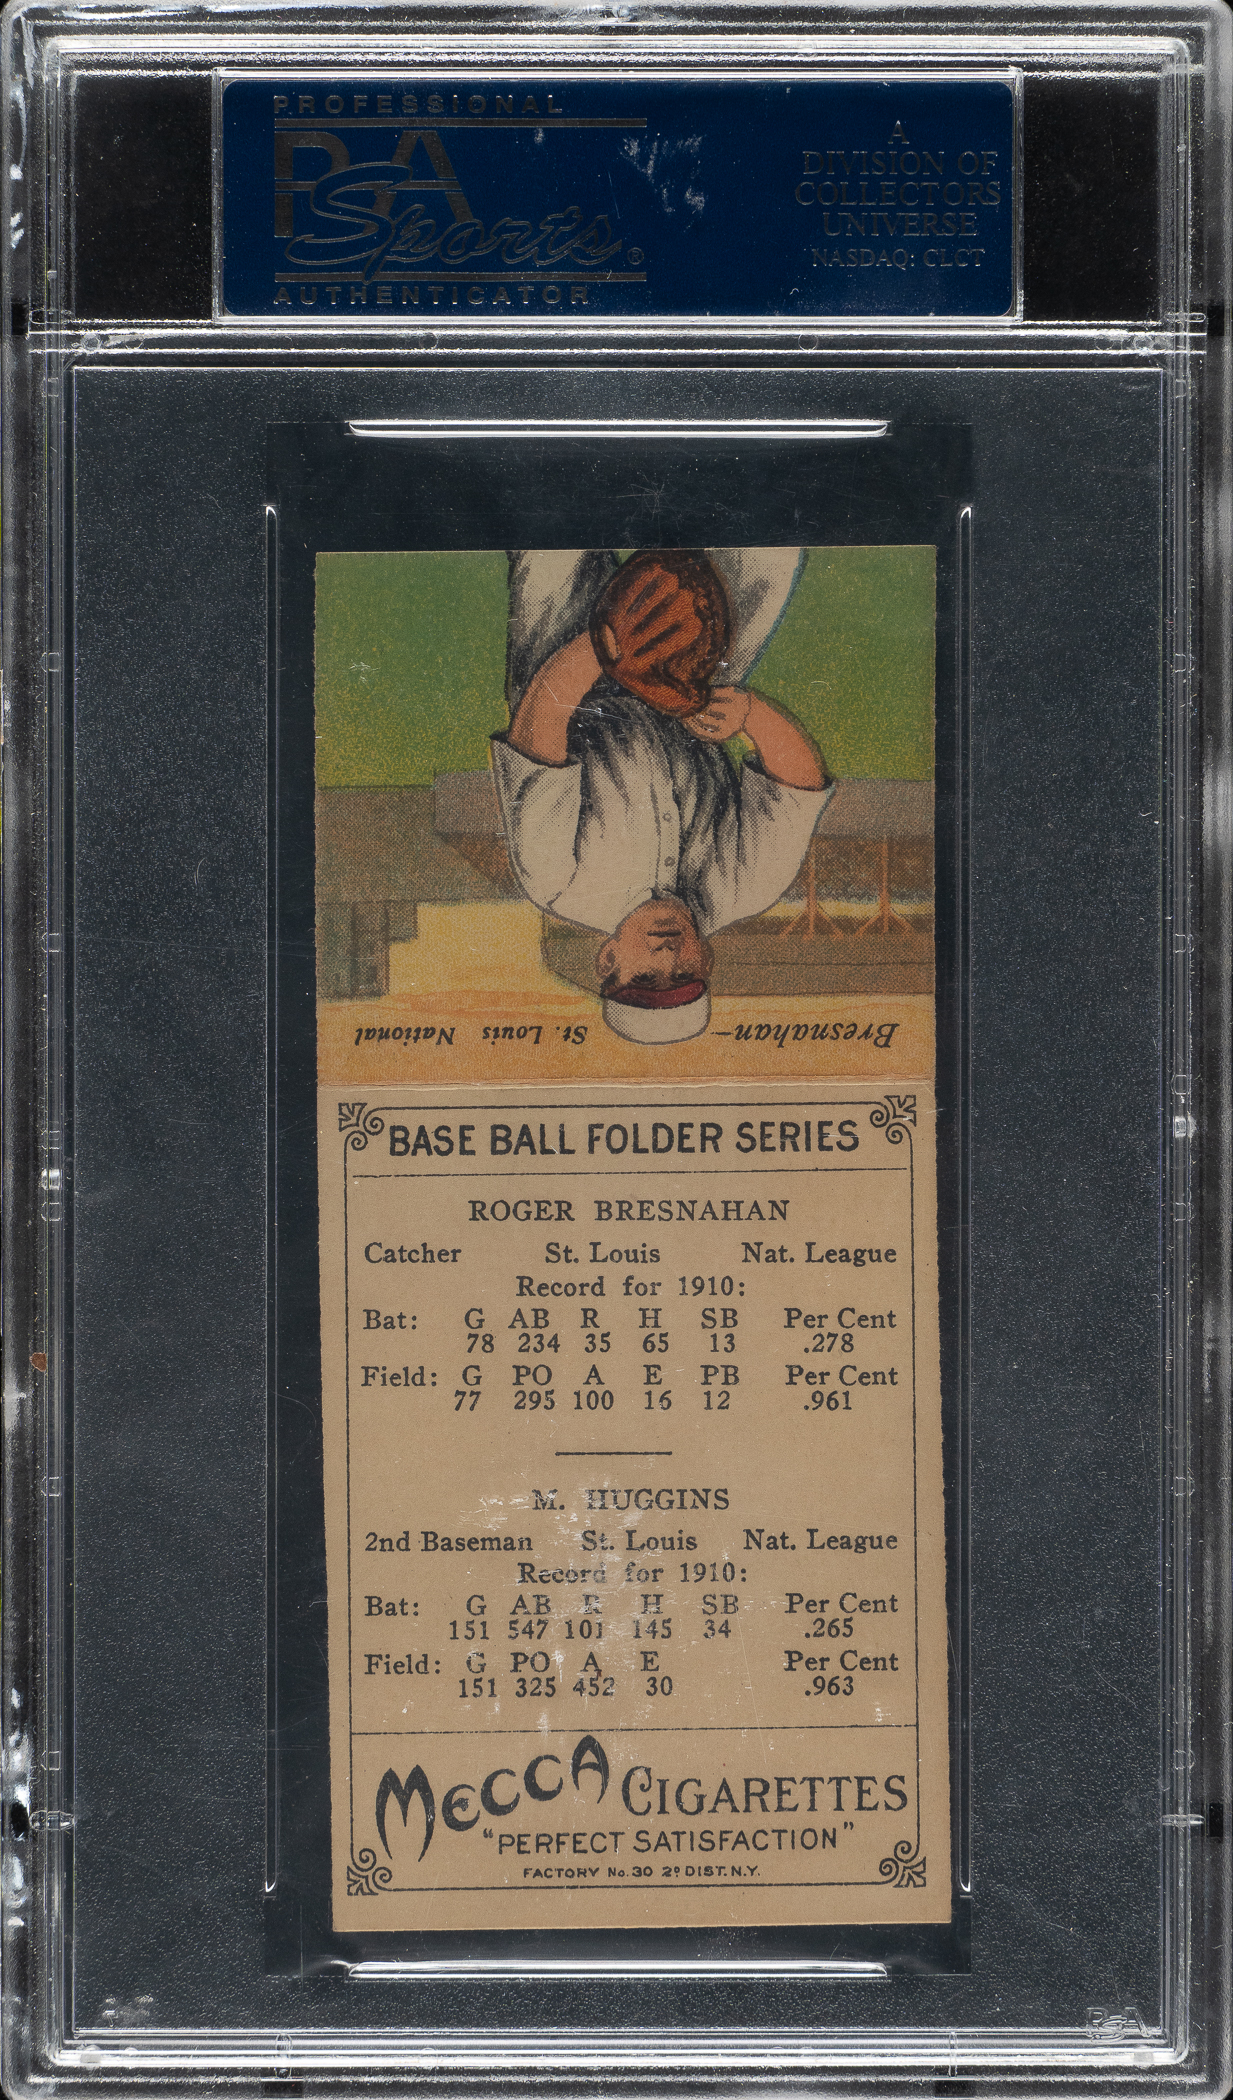 PROFESSIONAL
PSA
Sports®
AUTHENTICATOR
A
DIVISION OF
COLLECTORS
UNIVERSE
NASDAQ: CLCT
Bresnahan— St. Louis National
BASE BALL FOLDER SERIES
ROGER BRESNAHAN
Catcher St. Louis Nat. League
Record for 1910:
Bat: G AB R H SB Per Cent
78 234 35 65 13 .278
Field: G PO A E PB Per Cent
77 295 100 16 12 .961
M. HUGGINS
2nd Baseman St. Louis Nat. League
Record for 1910:
Bat: G AB R H SB Per Cent
151 547 101 145 34 .265
Field: G PO A E Per Cent
151 325 452 30 .963
MECCA CIGARETTES
"PERFECT SATISFACTION"
FACTORY No. 30 2D DIST. N.Y.
PSA